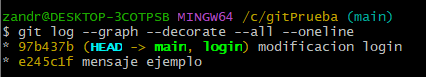 zandr@DESKTOP-3COTPSB MINGW64 /c/gitPrueba (main)
$ git log --graph --decorate --all --oneline
* 97b437b (HEAD -> main, login) modificacion login
* e245c1f mensaje ejemplo